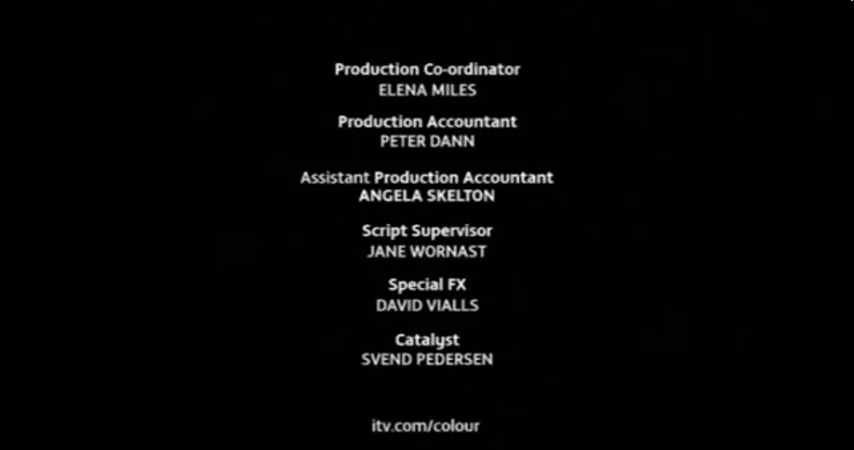 Production Co-ordinator
ELENA MILES
Production Accountant
PETER DANN
Assistant Production Accountant
ANGELA SKELTON
Script Supervisor
JANE WORNAST
Special FX
DAVID VIALLS
Catalyst
SVEND PEDERSEN
itv.com/colour